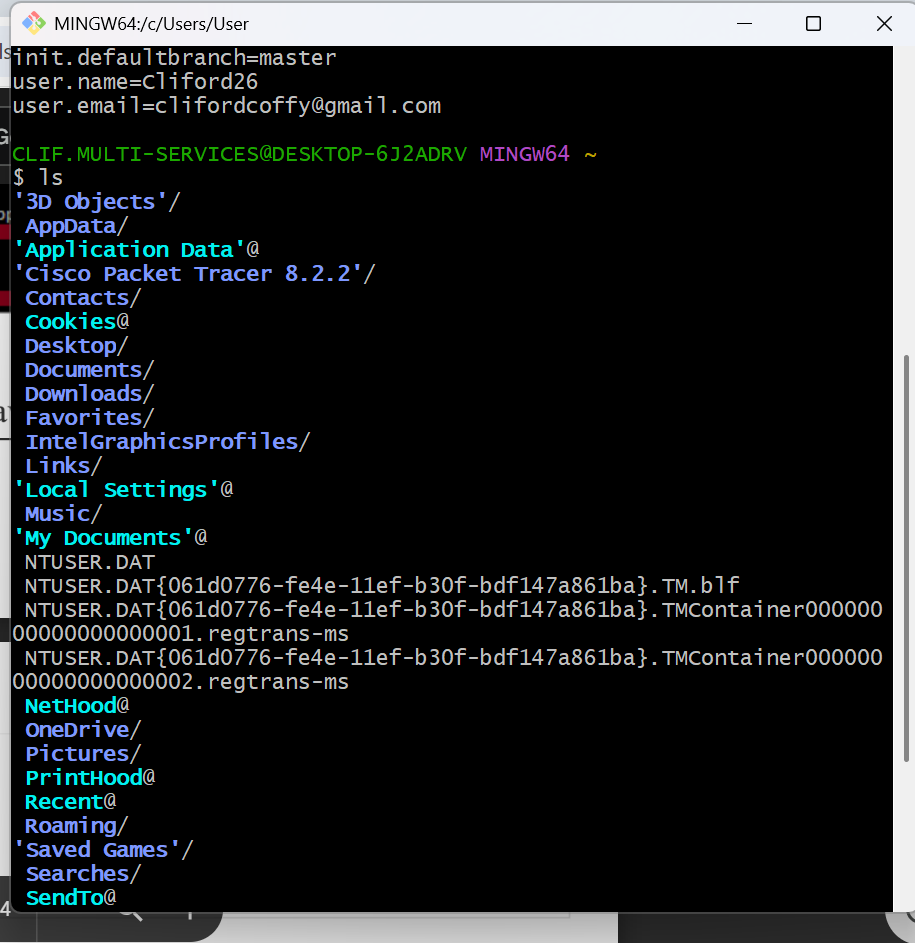 MINGW64:/c/Users/User
init.defaultbranch=master
user.name=Cliford26
user.email=clifordcoffy@gmail.com
CLIF.MULTI-SERVICES@DESKTOP-6J2ADRV MINGW64 ~
$ ls
'3D Objects'/
AppData/
'Application Data'@
'Cisco Packet Tracer 8.2.2'/
Contacts/
Cookies@
Desktop/
Documents/
Downloads/
Favorites/
IntelGraphicsProfiles/
Links/
'Local Settings'@
Music/
'My Documents'@
NTUSER.DAT
NTUSER.DAT{061d0776-fe4e-11ef-b30f-bdf147a861ba}.TM.blf
NTUSER.DAT{061d0776-fe4e-11ef-b30f-bdf147a861ba}.TMContainer000000
00000000000001.regtrans-ms
NTUSER.DAT{061d0776-fe4e-11ef-b30f-bdf147a861ba}.TMContainer000000
00000000000002.regtrans-ms
NetHood@
OneDrive/
Pictures/
PrintHood@
Recent@
Roaming/
'Saved Games'/
Searches/
SendTo@